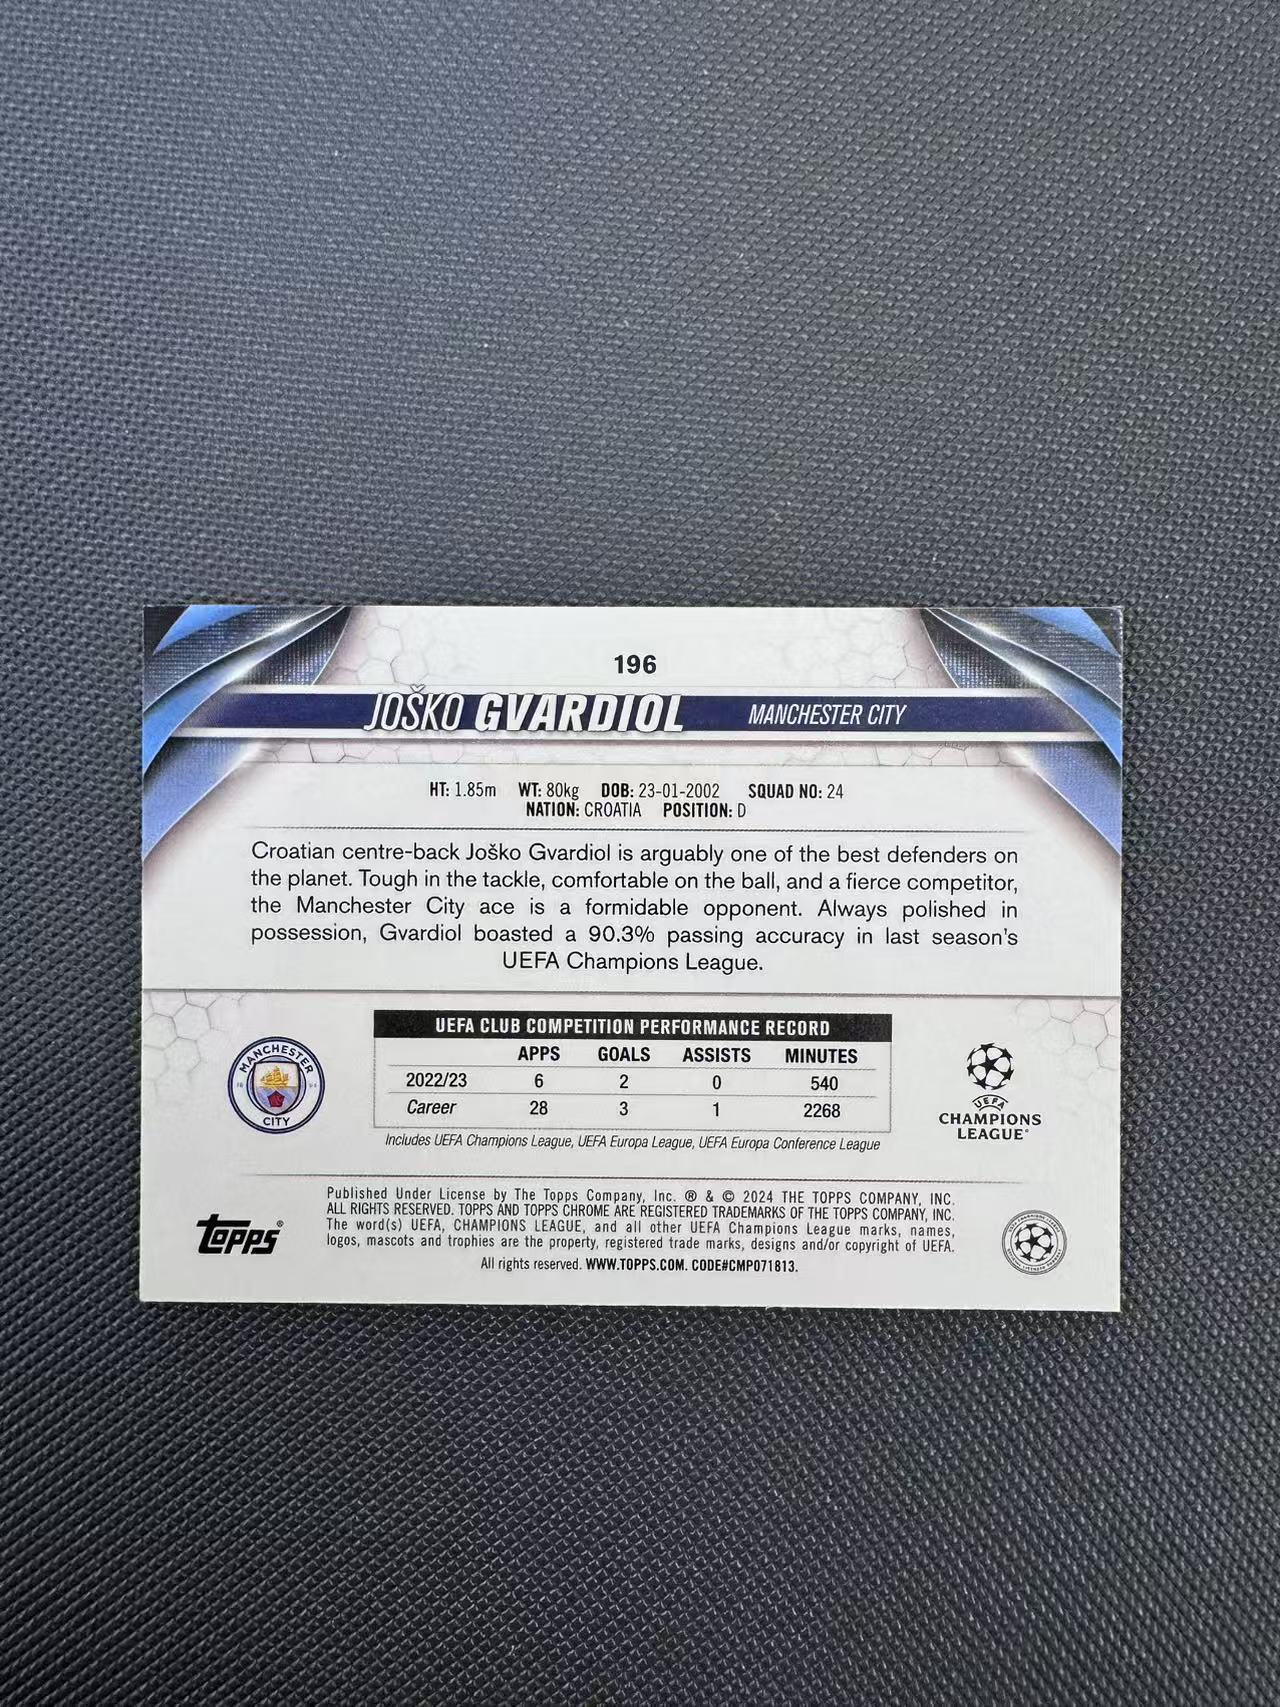 196
JOŠKO GVARDIOL MANCHESTER CITY
HT: 1.85m WT: 80kg DOB: 23-01-2002 SQUAD NO: 24
NATION: CROATIA POSITION: D
Croatian centre-back Joško Gvardiol is arguably one of the best defenders on
the planet. Tough in the tackle, comfortable on the ball, and a fierce competitor,
the Manchester City ace is a formidable opponent. Always polished in
possession, Gvardiol boasted a 90.3% passing accuracy in last season's
UEFA Champions League.
UEFA CLUB COMPETITION PERFORMANCE RECORD
APPS GOALS ASSISTS MINUTES
2022/23 6 2 0 540
Career 28 3 1 2268
Includes UEFA Champions League, UEFA Europa League, UEFA Europa Conference League
MANCHESTER
18 94
CITY
UEFA
CHAMPIONS
LEAGUE®
Published Under License by The Topps Company, Inc. ® & © 2024 THE TOPPS COMPANY, INC.
ALL RIGHTS RESERVED. TOPPS AND TOPPS CHROME ARE REGISTERED TRADEMARKS OF THE TOPPS COMPANY, INC.
The word(s) UEFA, CHAMPIONS LEAGUE, and all other UEFA Champions League marks, names,
logos, mascots and trophies are the property, registered trade marks, designs and/or copyright of UEFA.
All rights reserved. WWW.TOPPS.COM. CODE#CMP071813.
topps®